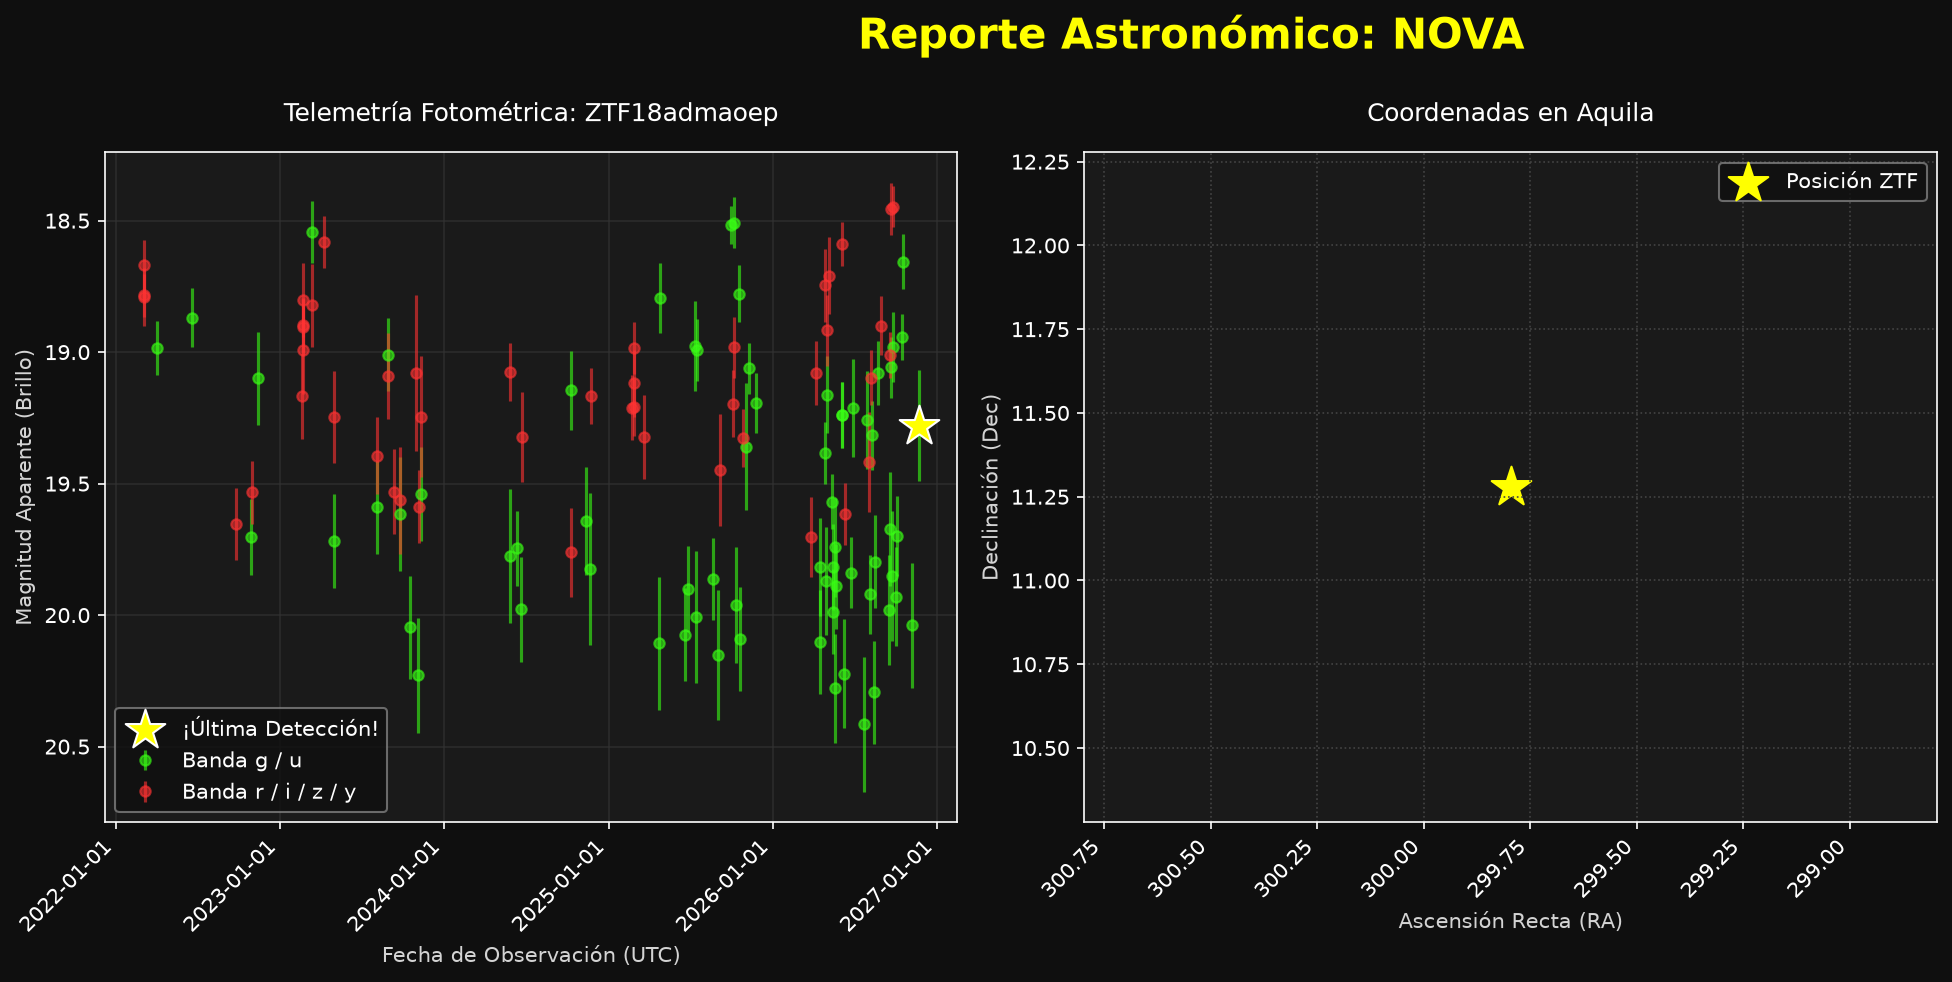 Reporte Astronómico: NOVA
Telemetría Fotométrica: ZTF18admaoep
Magnitud Aparente (Brillo)
18.5
19.0
19.5
20.0
20.5
¡Última Detección!
Banda g / u
Banda r / i / z / y
2022-01-01
2023-01-01
2024-01-01
2025-01-01
2026-01-01
2027-01-01
Fecha de Observación (UTC)
Coordenadas en Aquila
Declinación (Dec)
12.25
12.00
11.75
11.50
11.25
11.00
10.75
10.50
Posición ZTF
300.75
300.50
300.25
300.00
299.75
299.50
299.25
299.00
Ascensión Recta (RA)